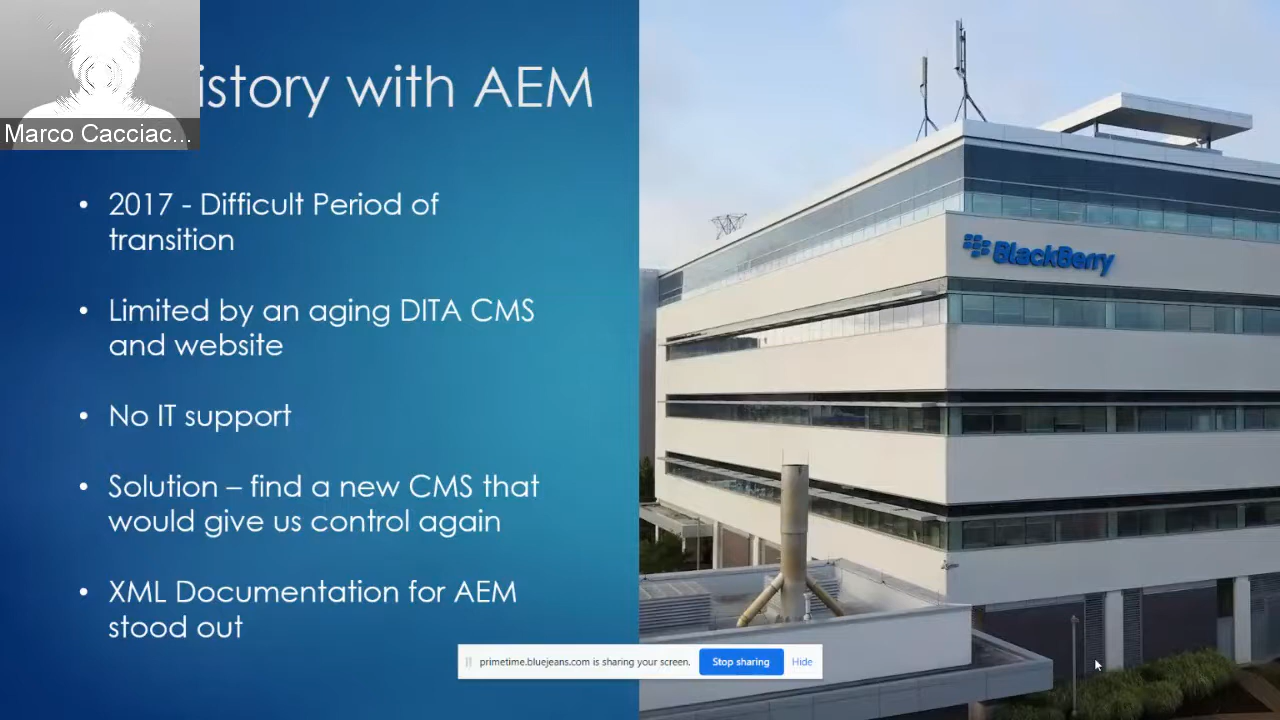 istory with AEM
Marco Cacciac...
• 2017 - Difficult Period of
transition
• Limited by an aging DITA CMS
and website
• No IT support
• Solution – find a new CMS that
would give us control again
• XML Documentation for AEM
stood out
BlackBerry
primetime.bluejeans.com is sharing your screen.
Stop sharing
Hide